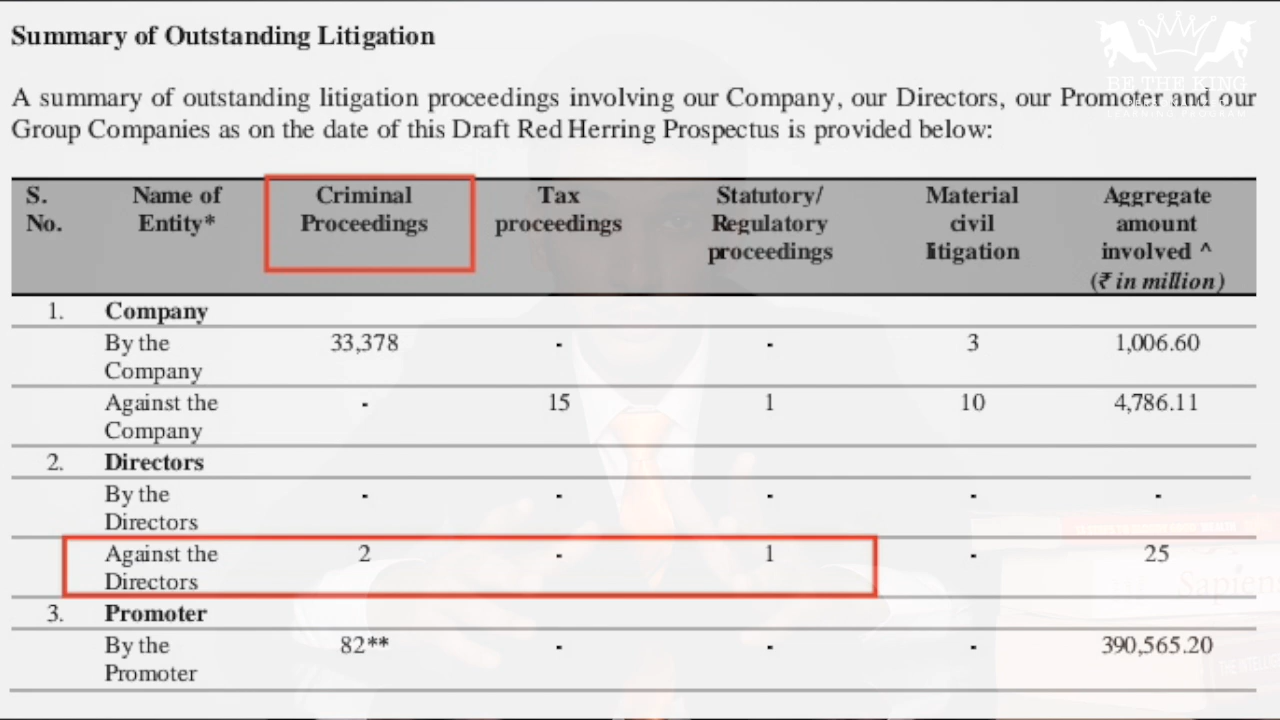 Summary of Outstanding Litigation
A summary of outstanding litigation proceedings involving our Company, our Directors, our Promoter and our
Group Companies as on the date of this Draft Red Herring Prospectus is provided below:
S. No. Name of Entity* Criminal Proceedings Tax proceedings Statutory/ Regulatory proceedings Material civil litigation Aggregate amount involved ^ (₹ in million)
1. Company
By the Company 33,378 - - 3 1,006.60
Against the Company - 15 1 10 4,786.11
2. Directors
By the Directors - - - - -
Against the Directors 2 - 1 - 25
3. Promoter
By the Promoter 82** - - - 390,565.20
BE THE KING
LEARNING PROGRAM
Sapien
THE INTELLI